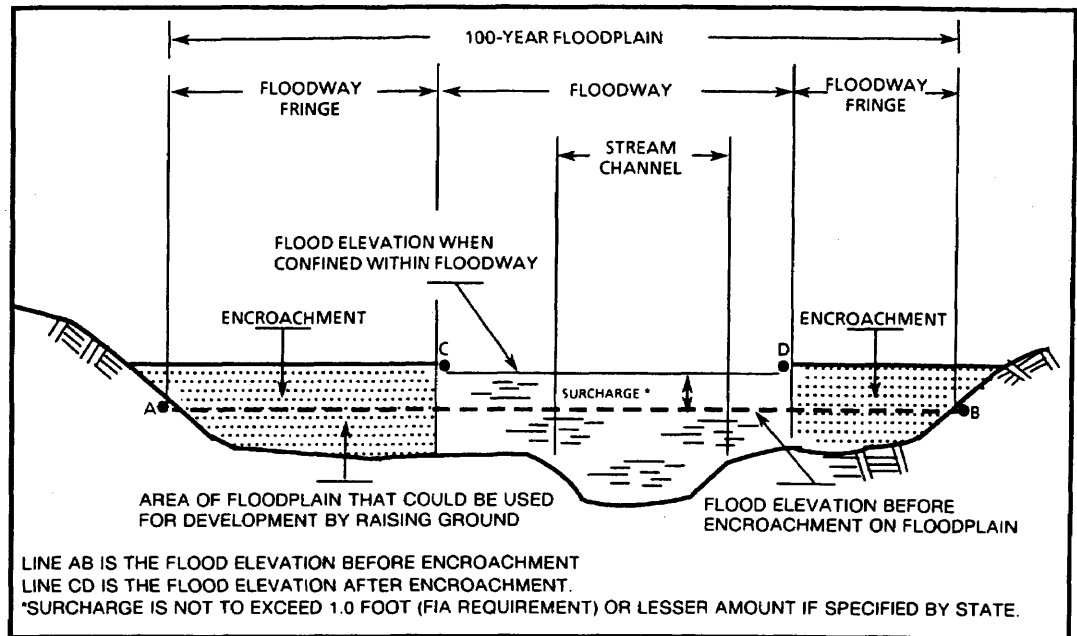 100-YEAR FLOODPLAIN
FLOODWAY
FRINGE
FLOODWAY
FLOODWAY
FRINGE
STREAM
CHANNEL
FLOOD ELEVATION WHEN
CONFINED WITHIN FLOODWAY
ENCROACHMENT
ENCROACHMENT
C
D
SURCHARGE *
A
B
AREA OF FLOODPLAIN THAT COULD BE USED
FOR DEVELOPMENT BY RAISING GROUND
FLOOD ELEVATION BEFORE
ENCROACHMENT ON FLOODPLAIN
LINE AB IS THE FLOOD ELEVATION BEFORE ENCROACHMENT
LINE CD IS THE FLOOD ELEVATION AFTER ENCROACHMENT.
*SURCHARGE IS NOT TO EXCEED 1.0 FOOT (FIA REQUIREMENT) OR LESSER AMOUNT IF SPECIFIED BY STATE.